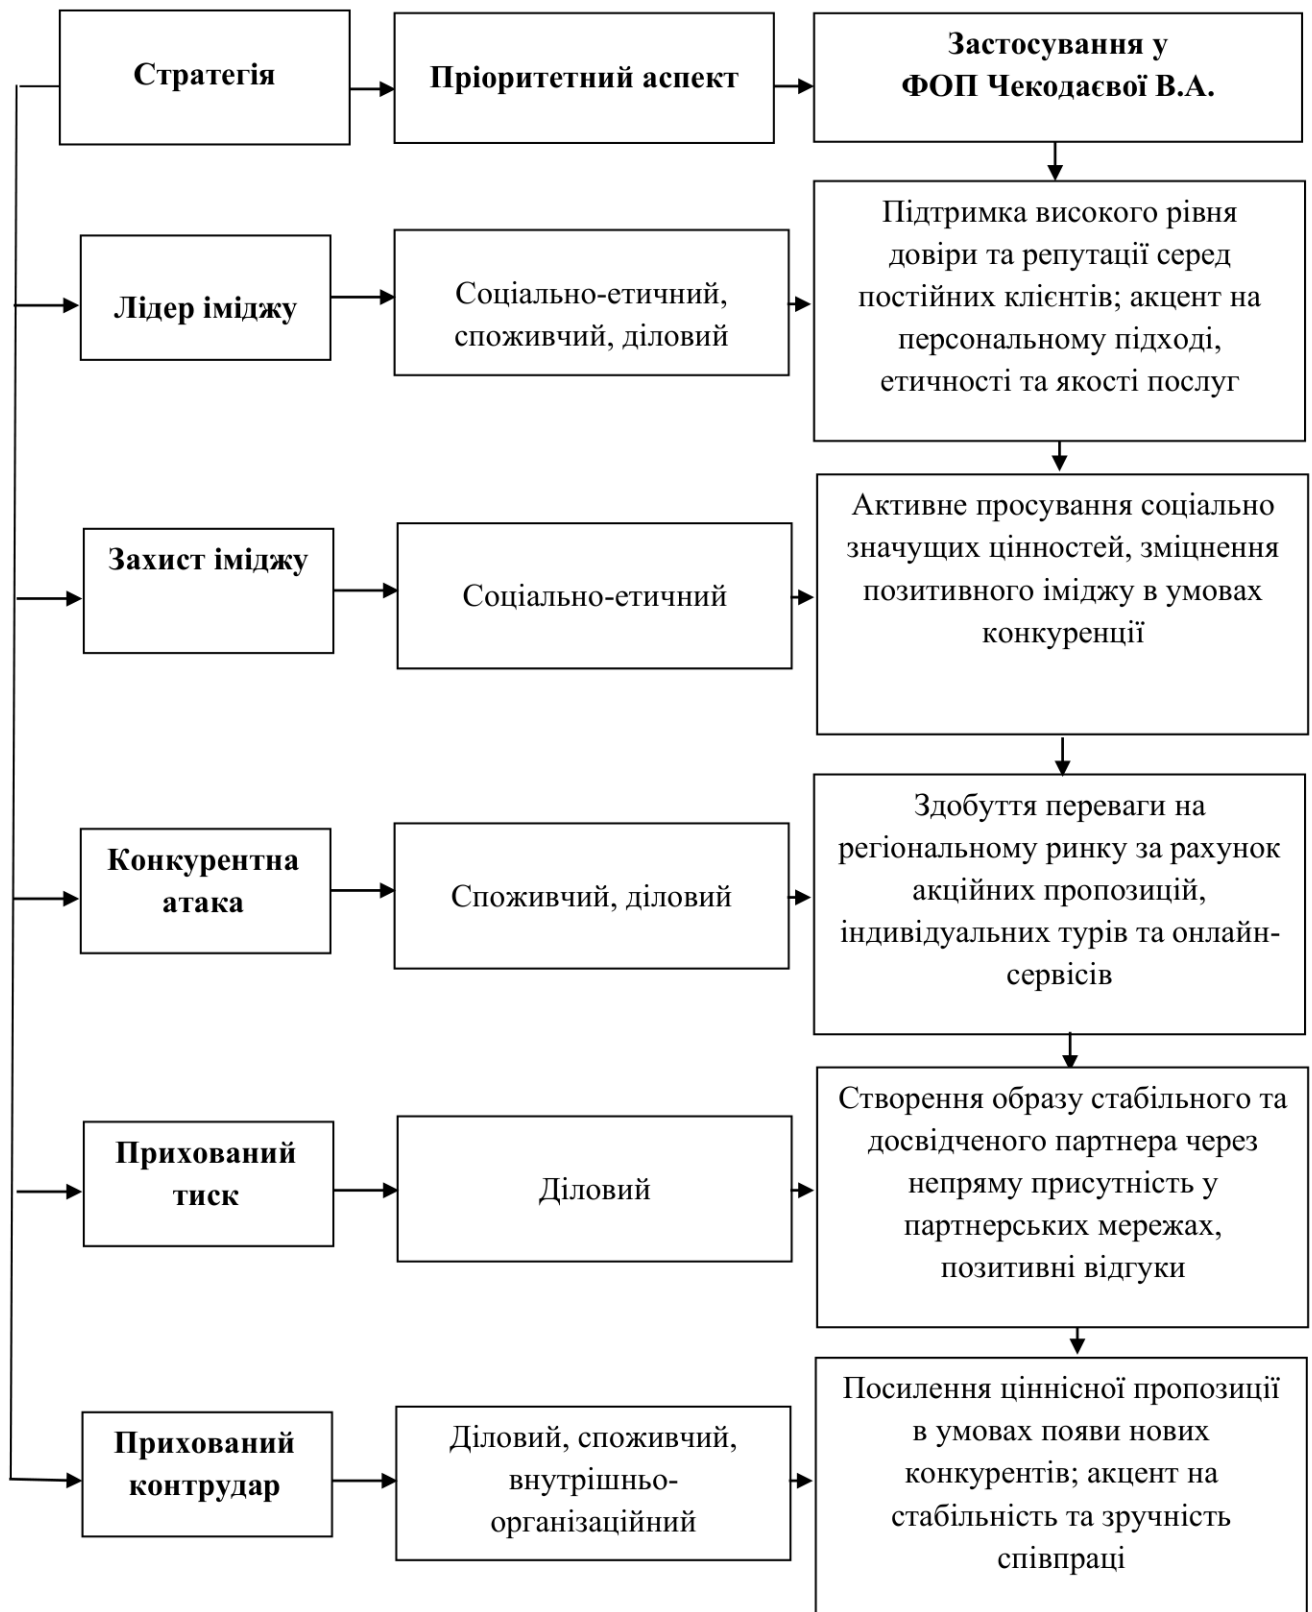 Стратегія
Пріоритетний аспект
Застосування у
ФОП Чекодаєвої В.А.
Лідер іміджу
Соціально-етичний,
споживчий, діловий
Підтримка високого рівня
довіри та репутації серед
постійних клієнтів; акцент на
персональному підході,
етичності та якості послуг
Захист іміджу
Соціально-етичний
Активне просування соціально
значущих цінностей, зміцнення
позитивного іміджу в умовах
конкуренції
Конкурентна
атака
Споживчий, діловий
Здобуття переваги на
регіональному ринку за рахунок
акційних пропозицій,
індивідуальних турів та онлайн-
сервісів
Прихований
тиск
Діловий
Створення образу стабільного та
досвідченого партнера через
непряму присутність у
партнерських мережах,
позитивні відгуки
Прихований
контрудар
Діловий, споживчий,
внутрішньо-
організаційний
Посилення ціннісної пропозиції
в умовах появи нових
конкурентів; акцент на
стабільність та зручність
співпраці